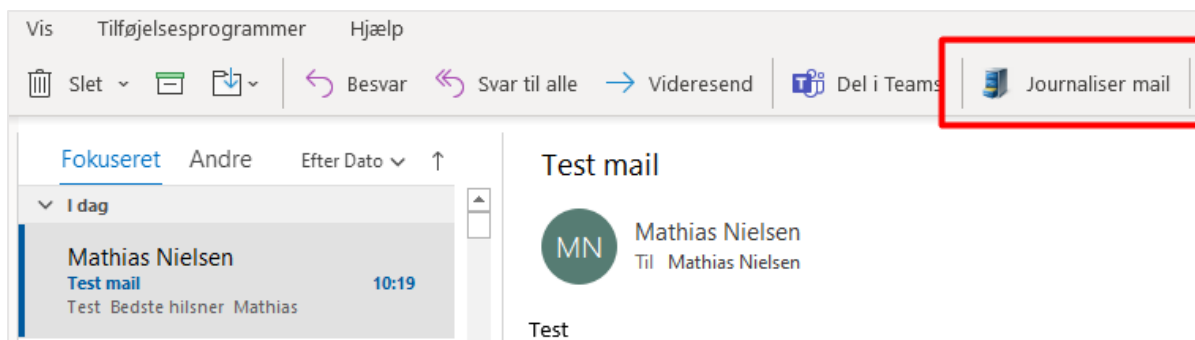 Vis Tilføjelsesprogrammer Hjælp
Slet Besvar Svar til alle Videresend Del i Teams Journaliser mail
Fokuseret Andre Efter Dato
I dag
Mathias Nielsen
Test mail 10:19
Test Bedste hilsner Mathias
Test mail
MN
Mathias Nielsen
Til Mathias Nielsen
Test